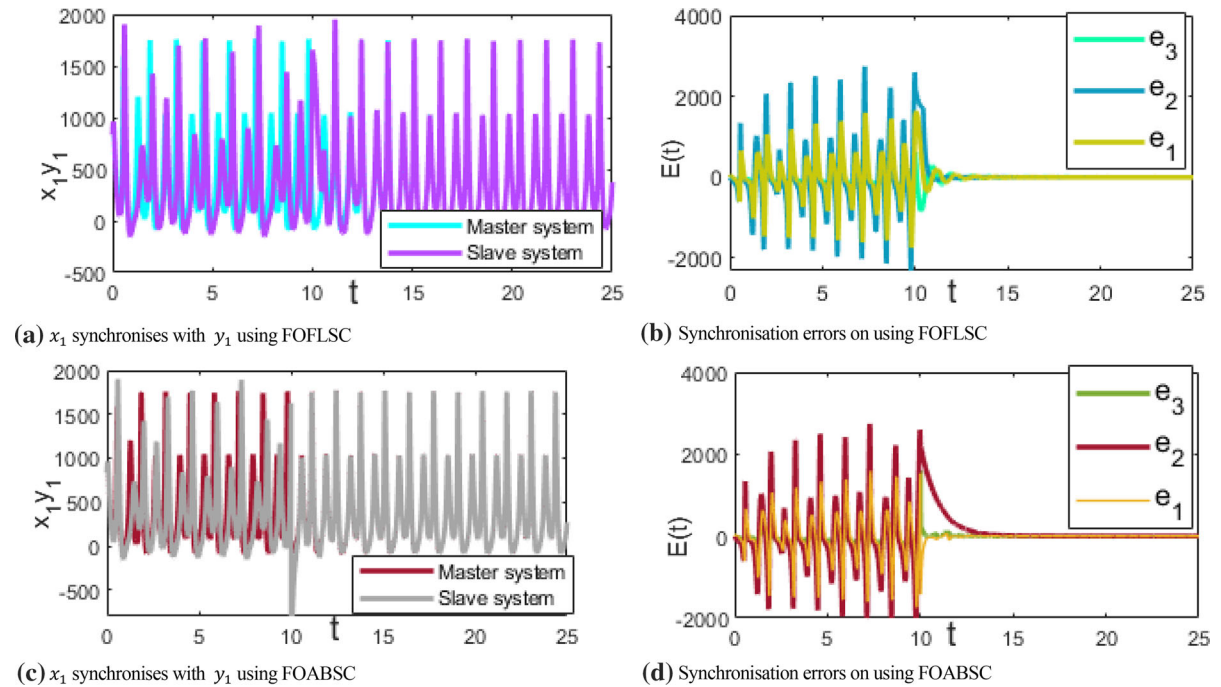 2000
1500
1000
500
0
-500
x1y1
0 5 10 15 20 25
t
Master system
Slave system
(a) x1 synchronises with y1 using FOFLSC
4000
2000
0
-2000
E(t)
0 5 10 15 20 25
t
e3
e2
e1
(b) Synchronisation errors on using FOFLSC
2000
1500
1000
500
0
-500
x1y1
0 5 10 15 20 25
t
Master system
Slave system
(c) x1 synchronises with y1 using FOABSC
4000
2000
0
-2000
E(t)
0 5 10 15 20 25
t
e3
e2
e1
(d) Synchronisation errors on using FOABSC